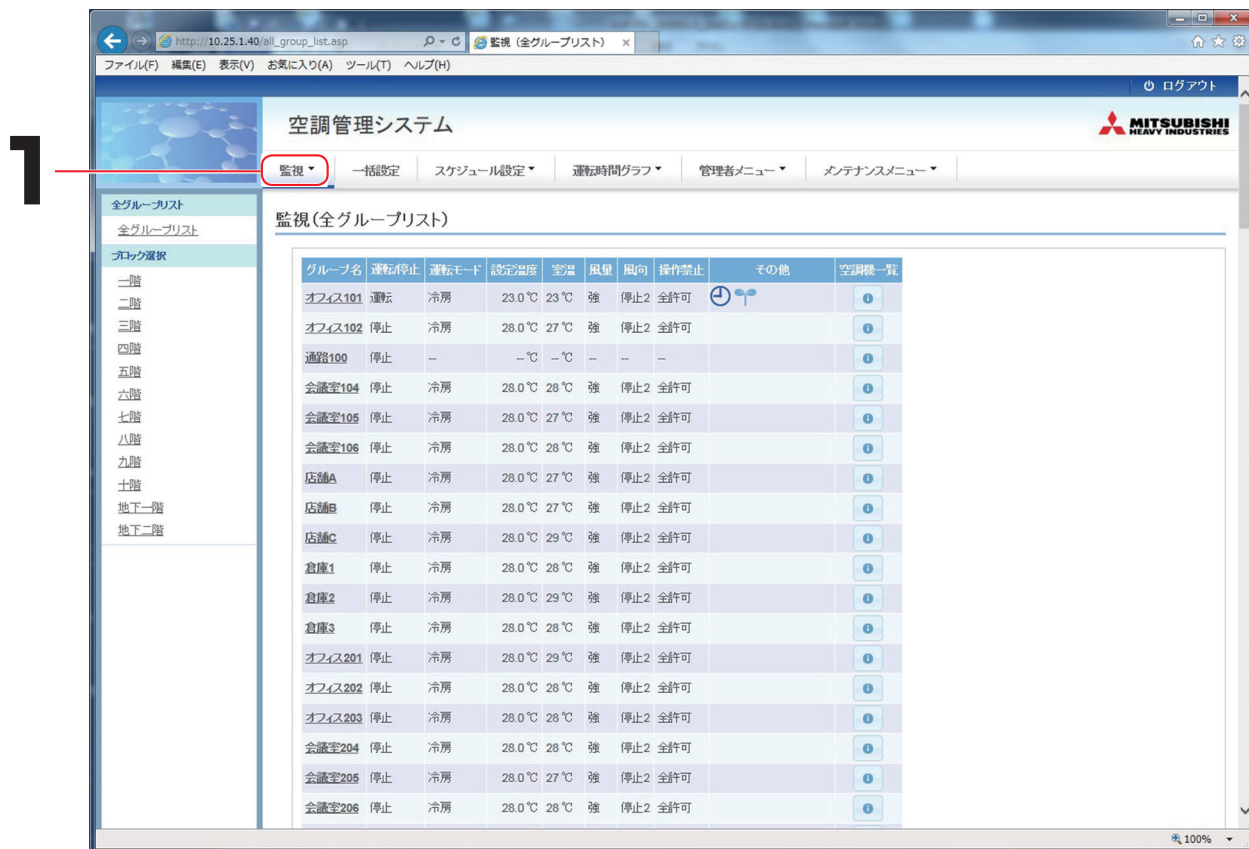 http://10.25.1.40/all_group_list.asp
監視 (全グループリスト)
ファイル(F) 編集(E) 表示(V) お気に入り(A) ツール(T) ヘルプ(H)
ログアウト
空調管理システム
MITSUBISHI
HEAVY INDUSTRIES
1
監視 一括設定 スケジュール設定 運転時間グラフ 管理者メニュー メンテナンスメニュー
全グループリスト
全グループリスト
ブロック選択
一階
二階
三階
四階
五階
六階
七階
八階
九階
十階
地下一階
地下二階
監視(全グループリスト)
グループ名 運転/停止 運転モード 設定温度 室温 風量 風向 操作禁止 その他 空調機一覧
オフィス101 運転 冷房 23.0℃ 23℃ 強 停止2 全許可
オフィス102 停止 冷房 28.0℃ 27℃ 強 停止2 全許可
通路100 停止 -- --℃ --℃ -- -- --
会議室104 停止 冷房 28.0℃ 28℃ 強 停止2 全許可
会議室105 停止 冷房 28.0℃ 27℃ 強 停止2 全許可
会議室106 停止 冷房 28.0℃ 28℃ 強 停止2 全許可
店舗A 停止 冷房 28.0℃ 27℃ 強 停止2 全許可
店舗B 停止 冷房 28.0℃ 27℃ 強 停止2 全許可
店舗C 停止 冷房 28.0℃ 29℃ 強 停止2 全許可
倉庫1 停止 冷房 28.0℃ 28℃ 強 停止2 全許可
倉庫2 停止 冷房 28.0℃ 29℃ 強 停止2 全許可
倉庫3 停止 冷房 28.0℃ 28℃ 強 停止2 全許可
オフィス201 停止 冷房 28.0℃ 29℃ 強 停止2 全許可
オフィス202 停止 冷房 28.0℃ 28℃ 強 停止2 全許可
オフィス203 停止 冷房 28.0℃ 28℃ 強 停止2 全許可
会議室204 停止 冷房 28.0℃ 28℃ 強 停止2 全許可
会議室205 停止 冷房 28.0℃ 27℃ 強 停止2 全許可
会議室206 停止 冷房 28.0℃ 28℃ 強 停止2 全許可
100%